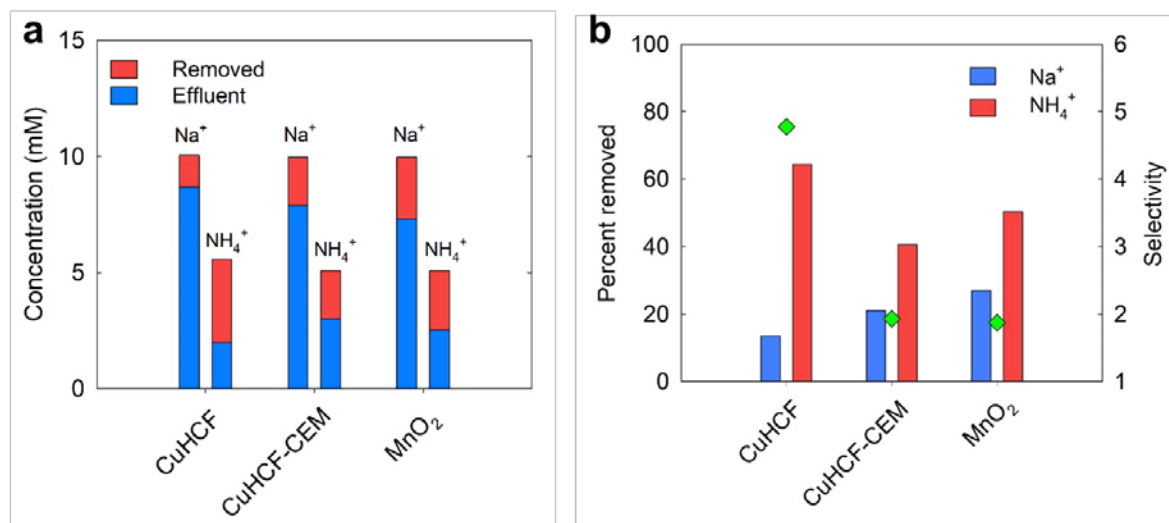 a
15
10
5
0
Concentration (mM)
Removed
Effluent
Na⁺
NH₄⁺
Na⁺
NH₄⁺
Na⁺
NH₄⁺
CuHCF
CuHCF-CEM
MnO₂
b
100
80
60
40
20
0
Percent removed
Na⁺
NH₄⁺
6
5
4
3
2
1
Selectivity
CuHCF
CuHCF-CEM
MnO₂